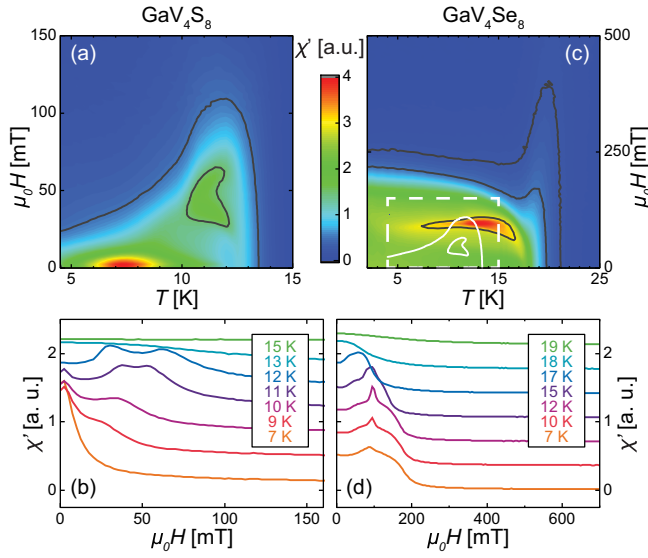 GaV₄S₈ GaV₄Se₈
150 (a) χ' [a.u.] (c) 500
4
100
3
μ₀H [mT] 250 μ₀H [mT]
2
50
1
0 0 0
5 10 15 5 15 25
T [K] T [K]
2 15 K 19 K
13 K 18 K
12 K 17 K
11 K 15 K
1 10 K 12 K
9 K 10 K
7 K 7 K
χ' [a. u.] χ' [a. u.]
0 (b) (d) 0
0 50 100 150 0 200 400 600
μ₀H [mT] μ₀H [mT]
2
1